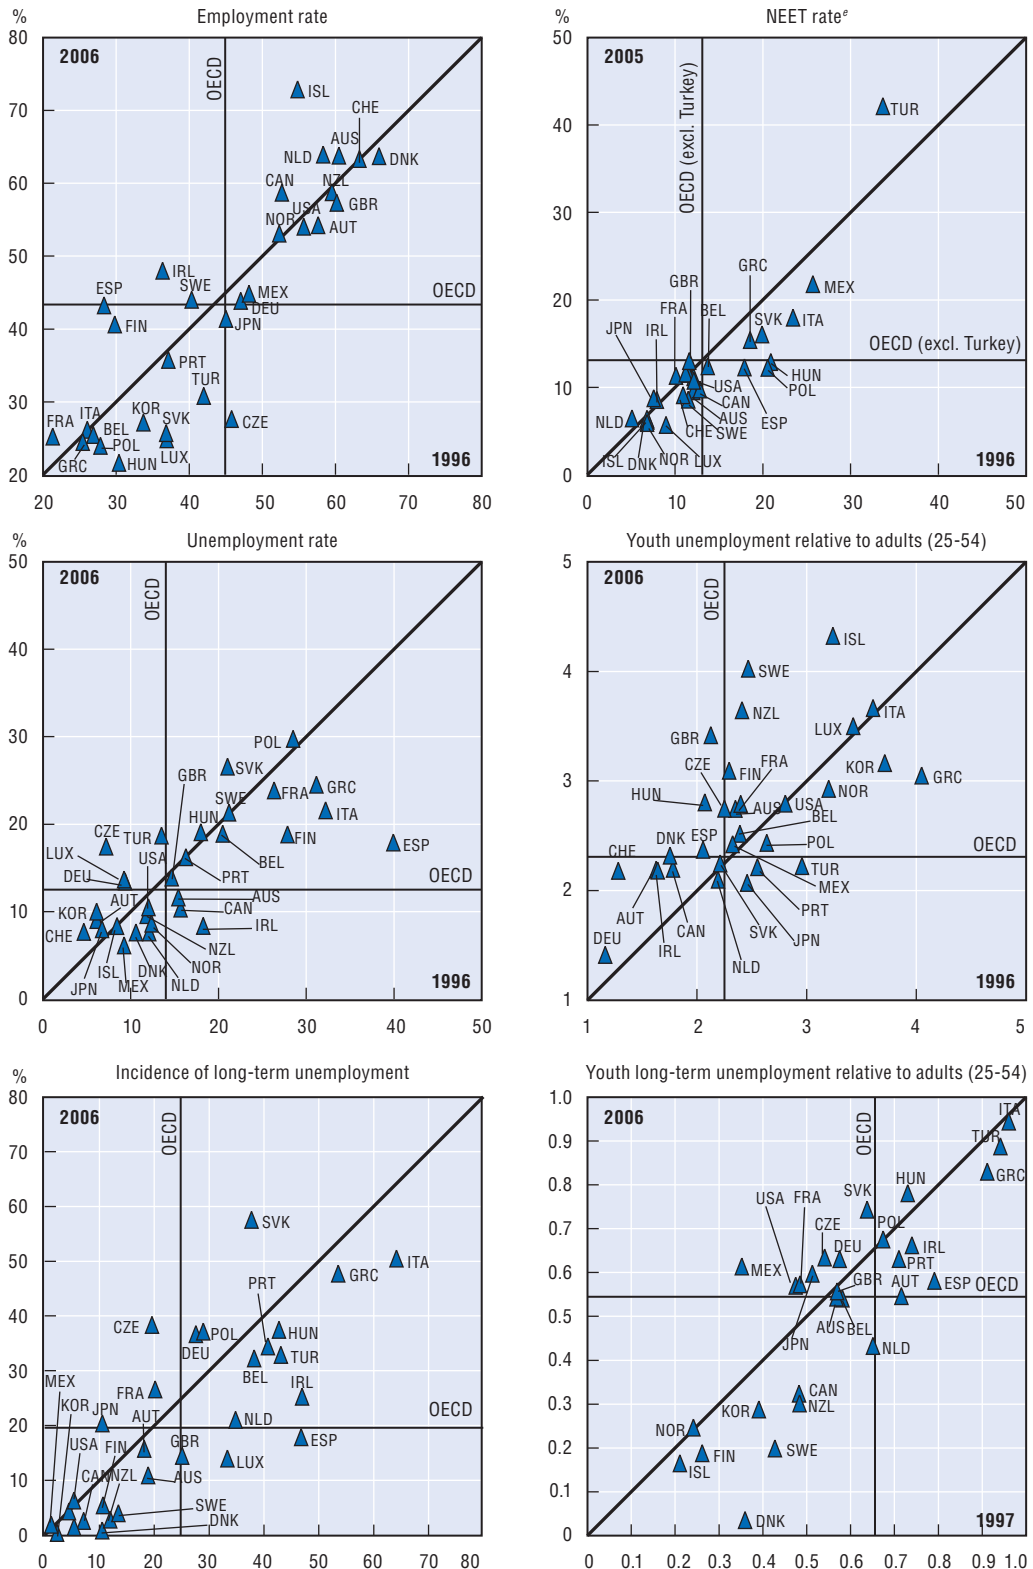 Employment rate
%
80
70
60
50
40
30
20
20 30 40 50 60 70 80
2006
1996
OECD
OECD
ISL
CHE
AUS
NLD
DNK
CAN
NZL
GBR
USA
NOR
AUT
IRL
SWE
ESP
MEX
DEU
FIN
JPN
PRT
TUR
KOR
SVK
CZE
FRA
ITA
BEL
POL
LUX
GRC
HUN
NEET rateᵉ
%
50
40
30
20
10
0
0 10 20 30 40 50
2005
1996
OECD (excl. Turkey)
OECD (excl. Turkey)
TUR
GRC
GBR
MEX
FRA
BEL
SVK
ITA
JPN
IRL
HUN
POL
USA
CAN
NLD
AUS
ESP
CHE
SWE
ISL
DNK
NOR
LUX
Unemployment rate
%
50
40
30
20
10
0
0 10 20 30 40 50
2006
1996
OECD
OECD
POL
SVK
GBR
FRA
GRC
SWE
ITA
HUN
CZE
TUR
FIN
ESP
LUX
USA
BEL
DEU
PRT
AUT
AUS
KOR
CAN
CHE
IRL
NZL
ISL
DNK
NOR
JPN
MEX
NLD
Youth unemployment relative to adults (25-54)
5
4
3
2
1
1 2 3 4 5
2006
1996
OECD
OECD
ISL
SWE
NZL
ITA
LUX
GBR
CZE
FRA
FIN
KOR
GRC
HUN
NOR
AUS
USA
BEL
DNK
ESP
POL
CHE
TUR
MEX
AUT
PRT
CAN
SVK
DEU
IRL
JPN
NLD
Incidence of long-term unemployment
%
80
70
60
50
40
30
20
10
0
0 10 20 30 40 50 60 70 80
2006
1996
OECD
OECD
SVK
ITA
GRC
PRT
CZE
POL
HUN
DEU
TUR
BEL
MEX
FRA
IRL
KOR
JPN
AUT
NLD
USA
FIN
GBR
ESP
LUX
CAN
NZL
AUS
SWE
DNK
Youth long-term unemployment relative to adults (25-54)
1.0
0.9
0.8
0.7
0.6
0.5
0.4
0.3
0.2
0.1
0
0 0.1 0.2 0.3 0.4 0.5 0.6 0.7 0.8 0.9 1.0
2006
1997
OECD
OECD
ITA
TUR
GRC
HUN
USA
FRA
SVK
CZE
POL
DEU
IRL
MEX
PRT
GBR
AUT
ESP
AUS
BEL
JPN
NLD
CAN
KOR
NZL
NOR
FIN
SWE
ISL
DNK